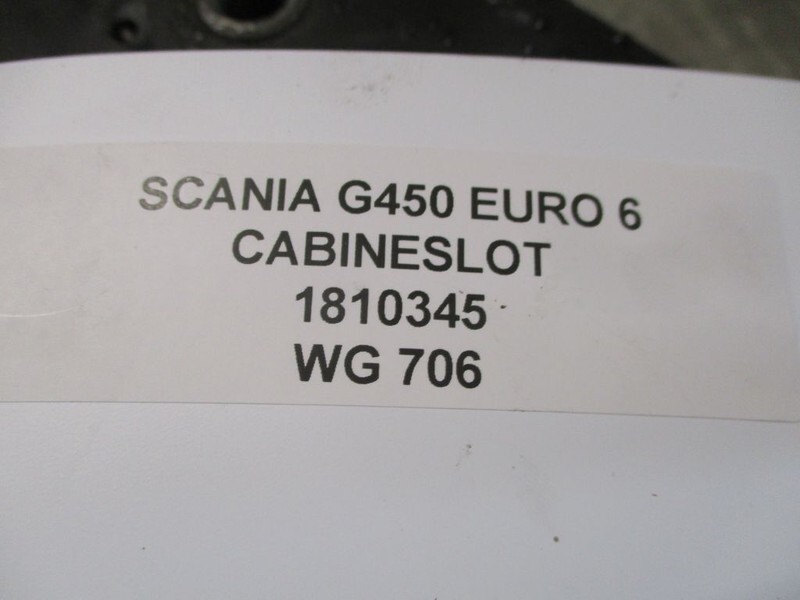 SCANIA G450 EURO 6
CABINESLOT
1810345
WG 706